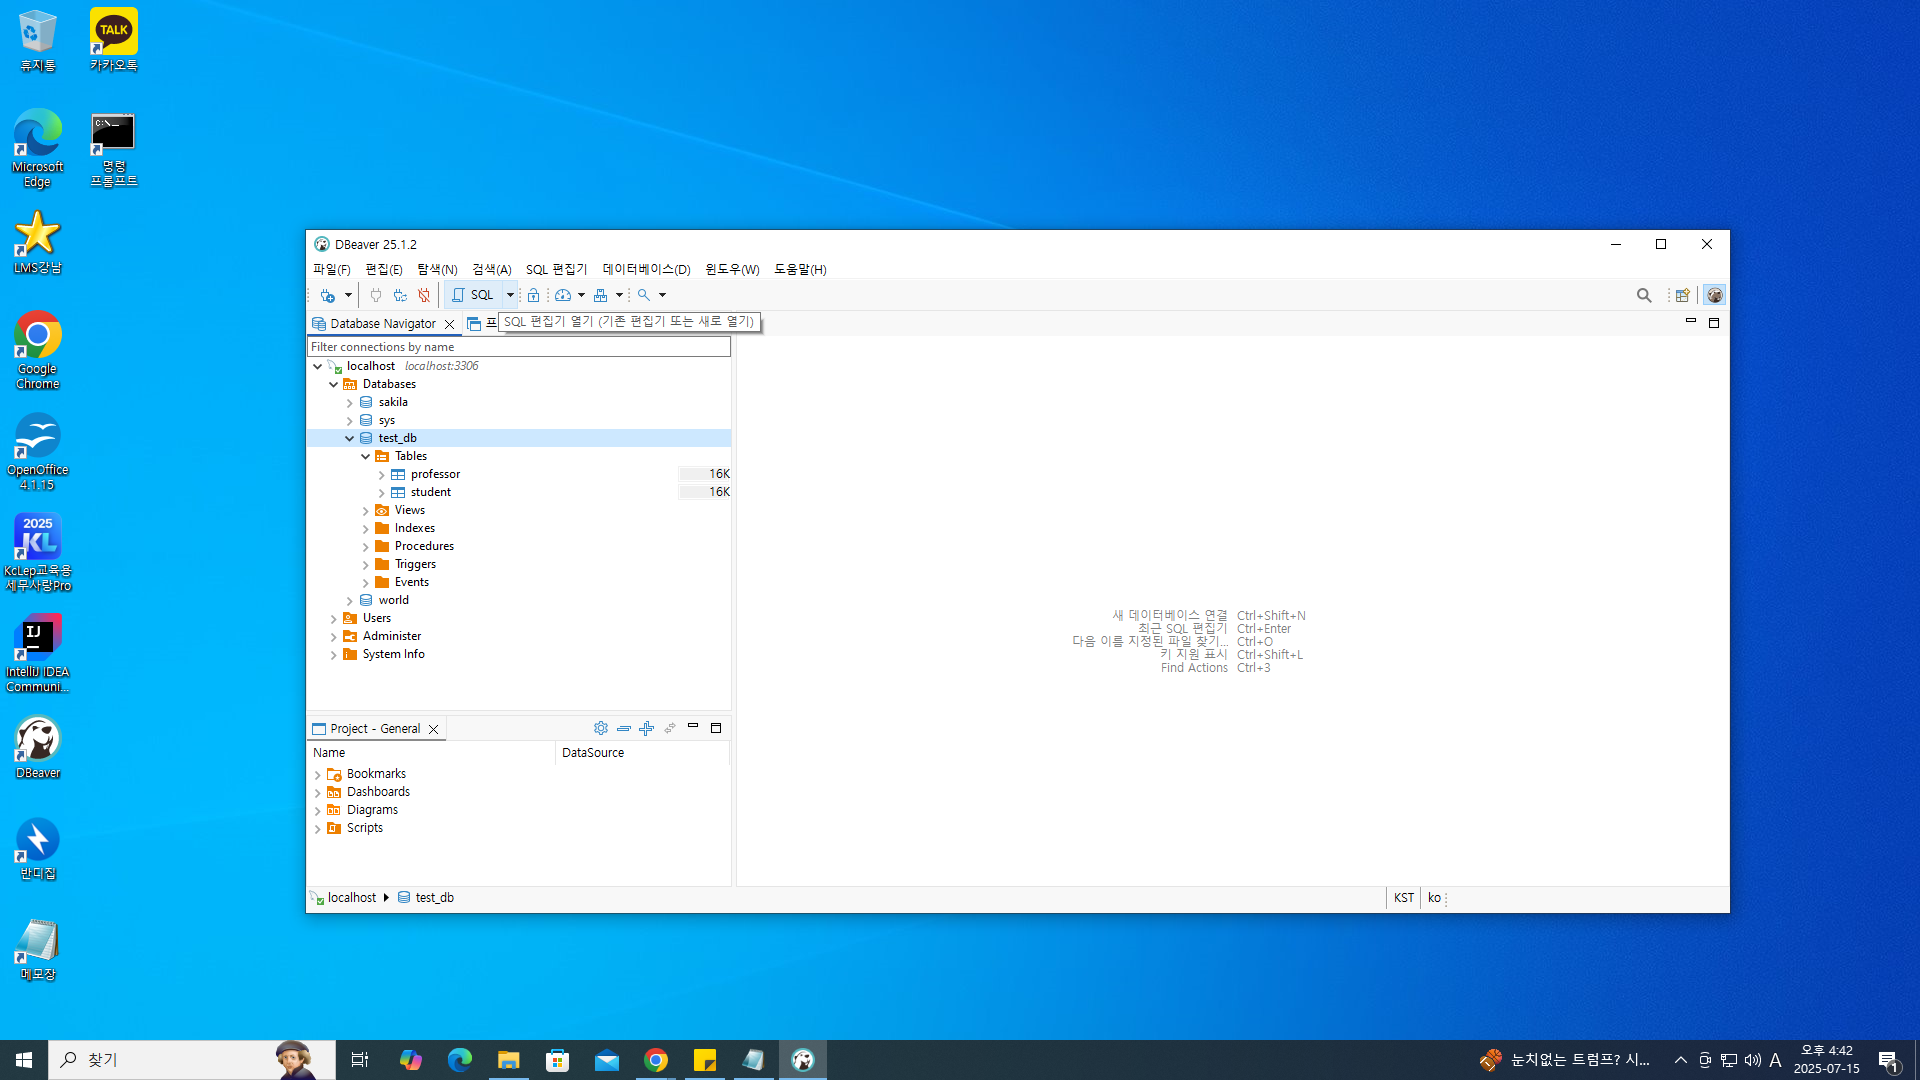 휴지통
TALK
카카오톡
Microsoft
Edge
C:\_
명령
프롬프트
LMS강남
Google
Chrome
OpenOffice
4.1.15
2025
KL
KcLep교육용
세무사랑Pro
IJ
IntelliJ IDEA
Communi...
DBeaver
반디집
메모장
DBeaver 25.1.2
파일(F) 편집(E) 탐색(N) 검색(A) SQL 편집기 데이터베이스(D) 윈도우(W) 도움말(H)
SQL
Database Navigator
SQL 편집기 열기 (기존 편집기 또는 새로 열기)
Filter connections by name
localhost localhost:3306
Databases
sakila
sys
test_db
Tables
professor 16K
student 16K
Views
Indexes
Procedures
Triggers
Events
world
Users
Administer
System Info
새 데이터베이스 연결 Ctrl+Shift+N
최근 SQL 편집기 Ctrl+Enter
다음 이름 지정된 파일 찾기... Ctrl+O
키 지원 표시 Ctrl+Shift+L
Find Actions Ctrl+3
Project - General
Name DataSource
Bookmarks
Dashboards
Diagrams
Scripts
localhost test_db
KST ko
찾기
눈치없는 트럼프? 시...
A
오후 4:42
2025-07-15
1